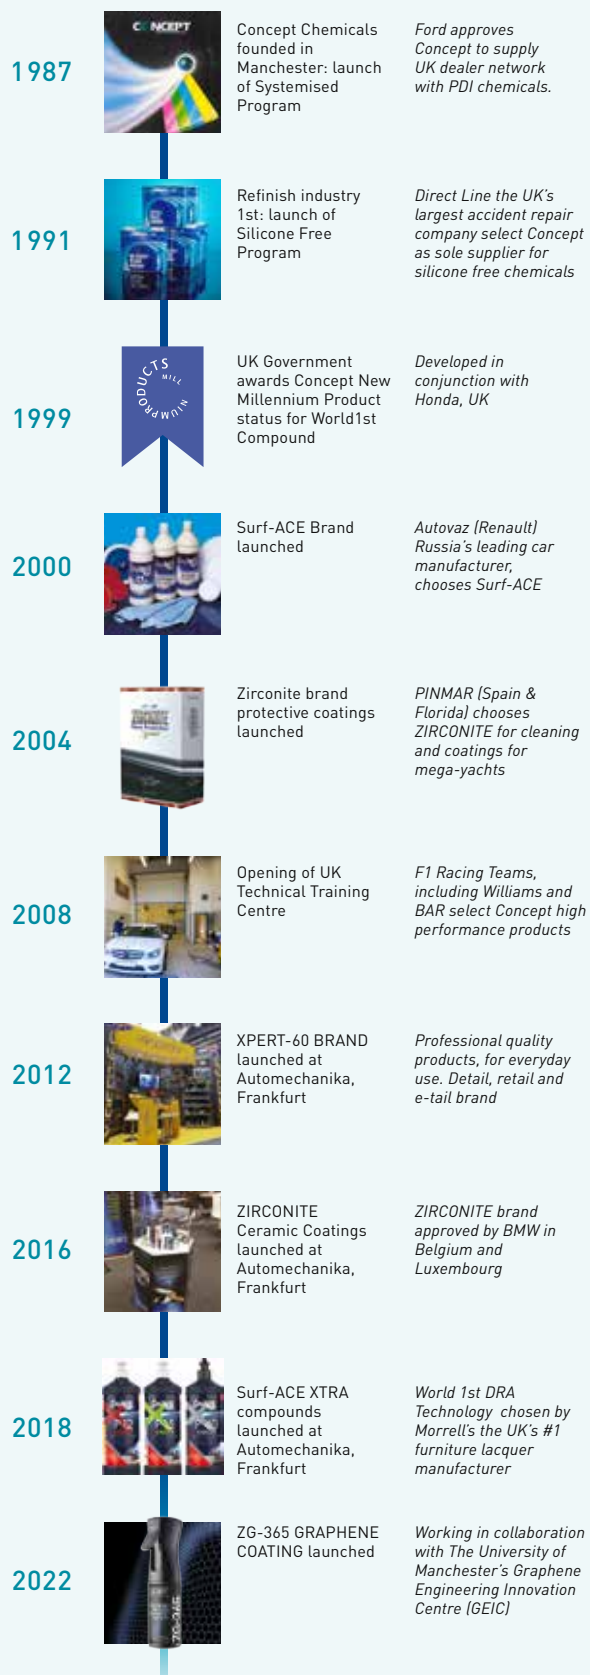 1987
CONCEPT
Concept Chemicals
founded in
Manchester: launch
of Systemised
Program
Ford approves
Concept to supply
UK dealer network
with PDI chemicals.
1991
Refinish industry
1st: launch of
Silicone Free
Program
Direct Line the UK's
largest accident repair
company select Concept
as sole supplier for
silicone free chemicals
1999
MILL
NIUM PRODUCTS
UK Government
awards Concept New
Millennium Product
status for World1st
Compound
Developed in
conjunction with
Honda, UK
2000
Surf-ACE Brand
launched
Autovaz (Renault)
Russia's leading car
manufacturer,
chooses Surf-ACE
2004
Zirconite brand
protective coatings
launched
PINMAR (Spain &
Florida) chooses
ZIRCONITE for cleaning
and coatings for
mega-yachts
2008
Opening of UK
Technical Training
Centre
F1 Racing Teams,
including Williams and
BAR select Concept high
performance products
2012
XPERT-60 BRAND
launched at
Automechanika,
Frankfurt
Professional quality
products, for everyday
use. Detail, retail and
e-tail brand
2016
ZIRCONITE
Ceramic Coatings
launched at
Automechanika,
Frankfurt
ZIRCONITE brand
approved by BMW in
Belgium and
Luxembourg
2018
Surf-ACE XTRA
compounds
launched at
Automechanika,
Frankfurt
World 1st DRA
Technology chosen by
Morrell's the UK's #1
furniture lacquer
manufacturer
2022
ZG-365
ZG-365 GRAPHENE
COATING launched
Working in collaboration
with The University of
Manchester's Graphene
Engineering Innovation
Centre (GEIC)